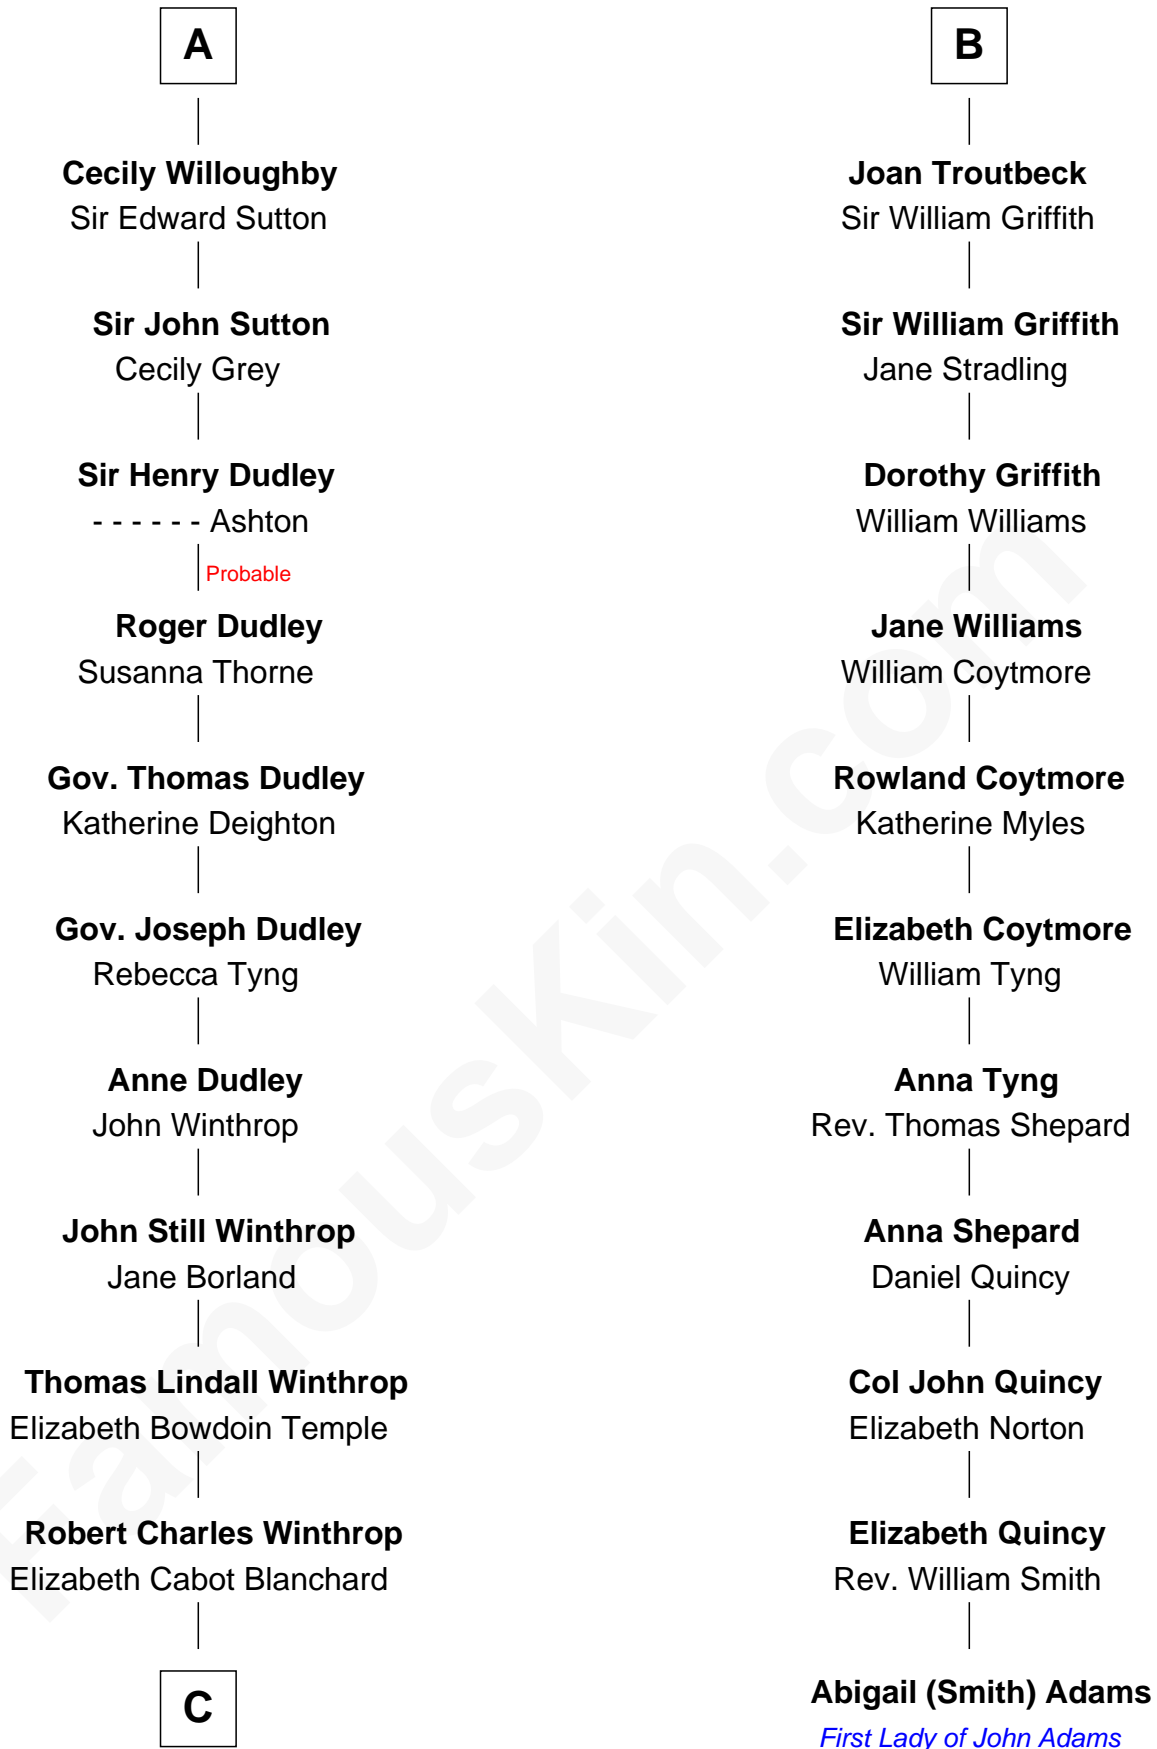 A
Cecily Willoughby
Sir Edward Sutton
Sir John Sutton
Cecily Grey
Sir Henry Dudley
- - - - - - Ashton
Probable
Roger Dudley
Susanna Thorne
Gov. Thomas Dudley
Katherine Deighton
Gov. Joseph Dudley
Rebecca Tyng
Anne Dudley
John Winthrop
John Still Winthrop
Jane Borland
Thomas Lindall Winthrop
Elizabeth Bowdoin Temple
Robert Charles Winthrop
Elizabeth Cabot Blanchard
C
B
Joan Troutbeck
Sir William Griffith
Sir William Griffith
Jane Stradling
Dorothy Griffith
William Williams
Jane Williams
William Coytmore
Rowland Coytmore
Katherine Myles
Elizabeth Coytmore
William Tyng
Anna Tyng
Rev. Thomas Shepard
Anna Shepard
Daniel Quincy
Col John Quincy
Elizabeth Norton
Elizabeth Quincy
Rev. William Smith
Abigail (Smith) Adams
First Lady of John Adams
FamousKin.com